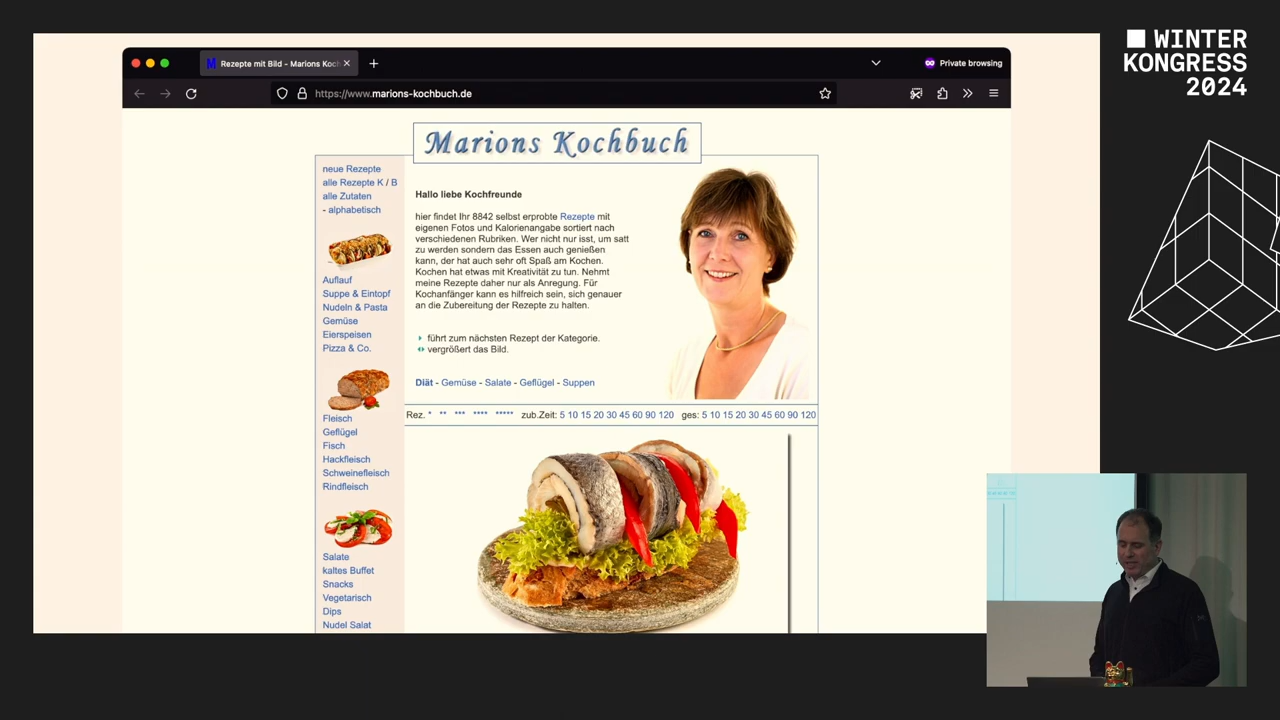 WINTER
KONGRESS
2024
Rezepte mit Bild - Marions Koch
Private browsing
https://www.marions-kochbuch.de
Marions Kochbuch
neue Rezepte
alle Rezepte K / B
alle Zutaten
- alphabetisch
Auflauf
Suppe & Eintopf
Nudeln & Pasta
Gemüse
Eierspeisen
Pizza & Co.
Fleisch
Geflügel
Fisch
Hackfleisch
Schweinefleisch
Rindfleisch
Salate
kaltes Buffet
Snacks
Vegetarisch
Dips
Nudel Salat
Hallo liebe Kochfreunde
hier findet Ihr 8842 selbst erprobte Rezepte mit
eigenen Fotos und Kalorienangabe sortiert nach
verschiedenen Rubriken. Wer nicht nur isst, um satt
zu werden sondern das Essen auch genießen
kann, der hat auch sehr oft Spaß am Kochen.
Kochen hat etwas mit Kreativität zu tun. Nehmt
meine Rezepte daher nur als Anregung. Für
Kochanfänger kann es hilfreich sein, sich genauer
an die Zubereitung der Rezepte zu halten.
führt zum nächsten Rezept der Kategorie.
vergrößert das Bild.
Diät - Gemüse - Salate - Geflügel - Suppen
Rez. * ** *** **** ***** zub.Zeit: 5 10 15 20 30 45 60 90 120 ges: 5 10 15 20 30 45 60 90 120